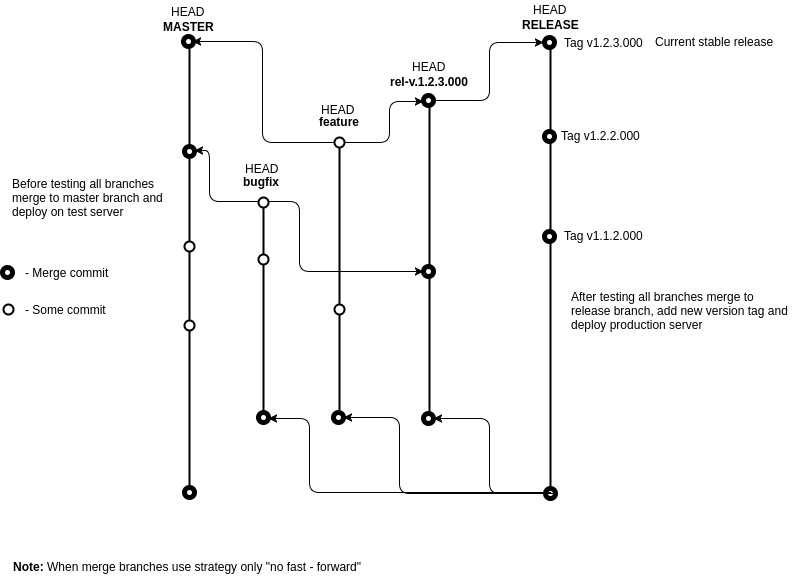 HEAD
MASTER
HEAD
RELEASE
Tag v1.2.3.000
Current stable release
HEAD
rel-v.1.2.3.000
HEAD
feature
Tag v1.2.2.000
HEAD
bugfix
Before testing all branches
merge to master branch and
deploy on test server
Tag v1.1.2.000
- Merge commit
- Some commit
After testing all branches merge to
release branch, add new version tag and
deploy production server
Note: When merge branches use strategy only "no fast - forward"